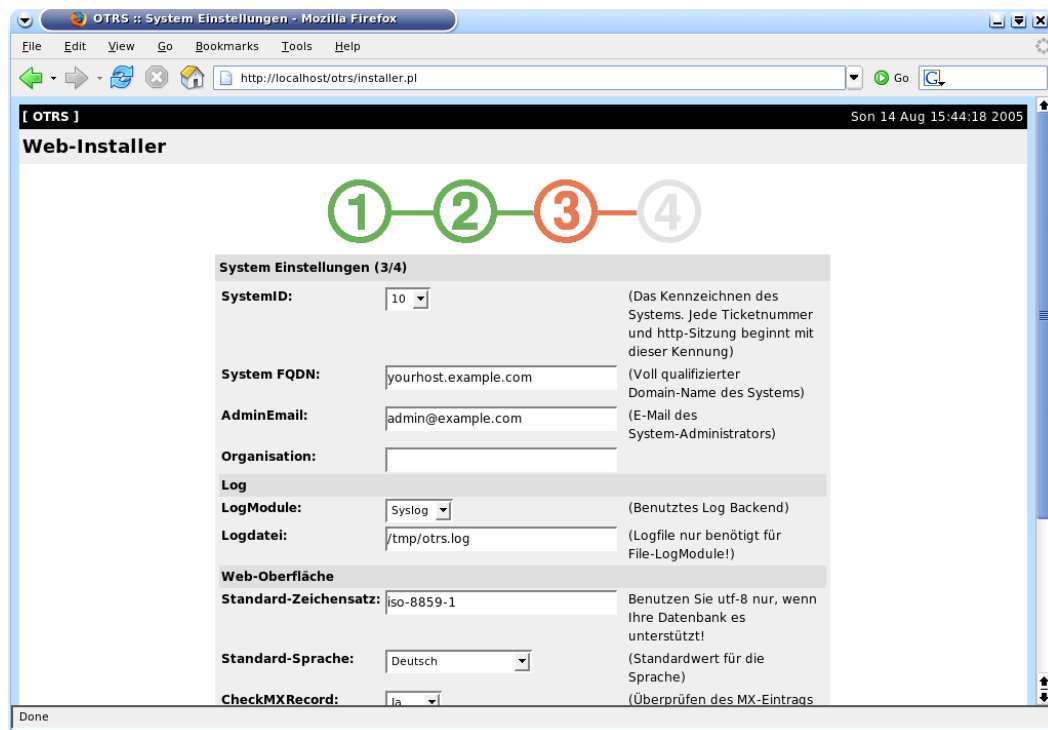 OTRS :: System Einstellungen - Mozilla Firefox
File Edit View Go Bookmarks Tools Help
http://localhost/otrs/installer.pl Go G
[ OTRS ] Son 14 Aug 15:44:18 2005
Web-Installer
1 2 3 4
System Einstellungen (3/4)
SystemID: 10 (Das Kennzeichen des
Systems. Jede Ticketnummer
und http-Sitzung beginnt mit
dieser Kennung)
System FQDN: yourhost.example.com (Voll qualifizierter
Domain-Name des Systems)
AdminEmail: admin@example.com (E-Mail des
System-Administrators)
Organisation:
Log
LogModule: Syslog (Benutztes Log Backend)
Logdatei: /tmp/otrs.log (Logfile nur benötigt für
File-LogModule!)
Web-Oberfläche
Standard-Zeichensatz: iso-8859-1 Benutzen Sie utf-8 nur, wenn
Ihre Datenbank es
unterstützt!
Standard-Sprache: Deutsch (Standardwert für die
Sprache)
CheckMXRecord: Ja (Überprüfen des MX-Eintrags
Done